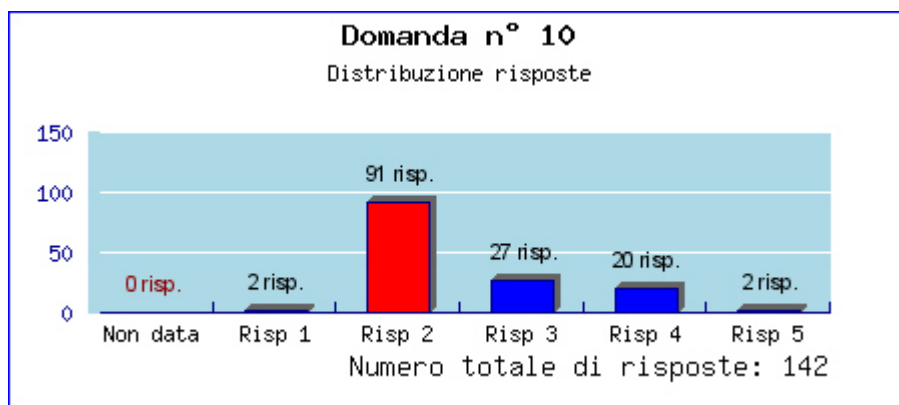 Domanda n° 10
Distribuzione risposte
150
100
50
0
0 risp.
2 risp.
91 risp.
27 risp.
20 risp.
2 risp.
Non data Risp 1 Risp 2 Risp 3 Risp 4 Risp 5
Numero totale di risposte: 142